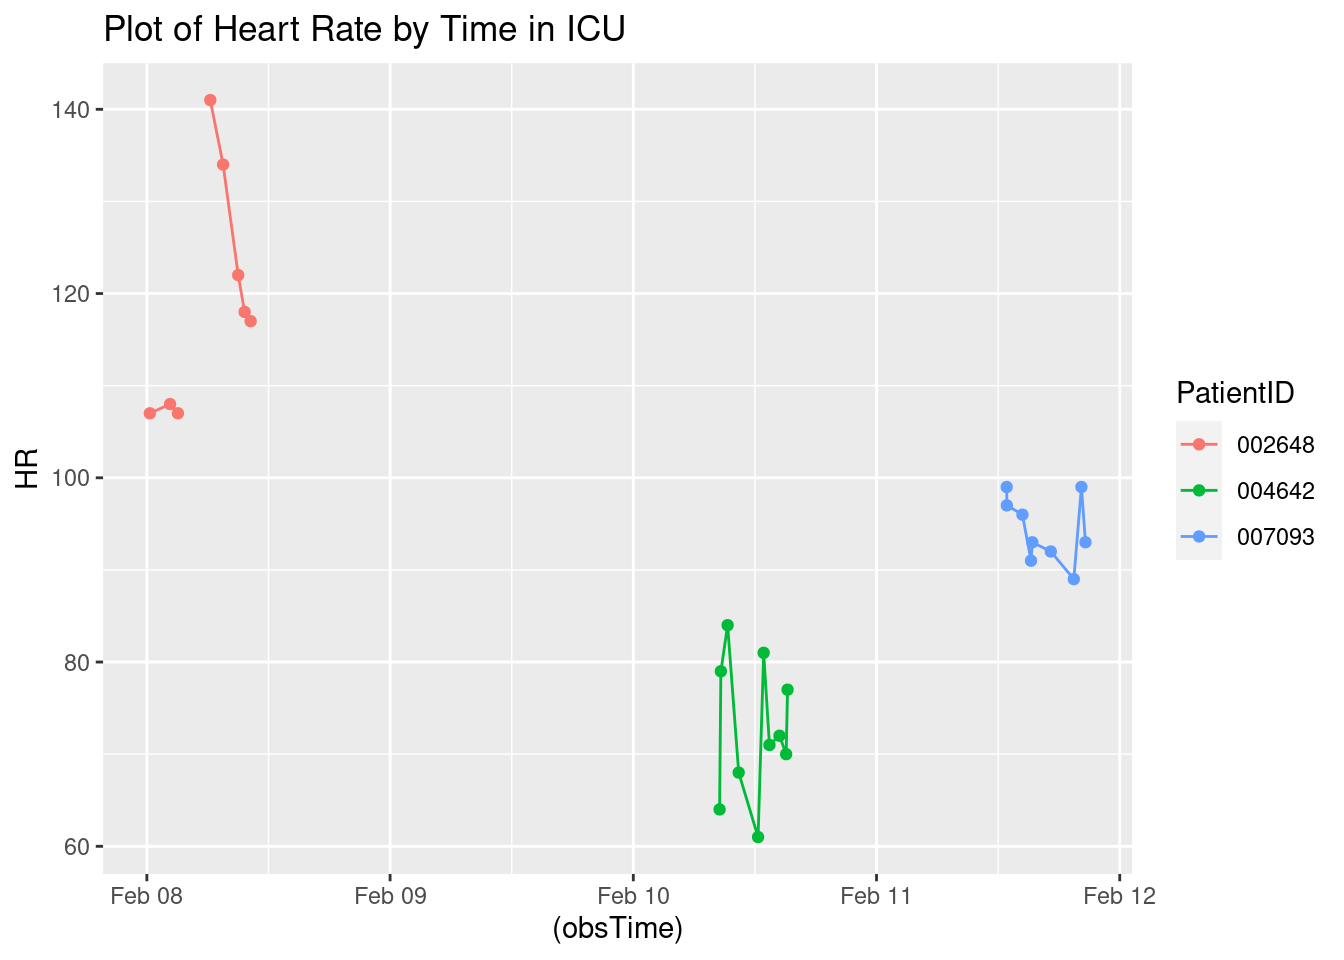 Plot of Heart Rate by Time in ICU
HR
140
120
100
80
60
Feb 08
Feb 09
Feb 10
Feb 11
Feb 12
(obsTime)
PatientID
002648
004642
007093